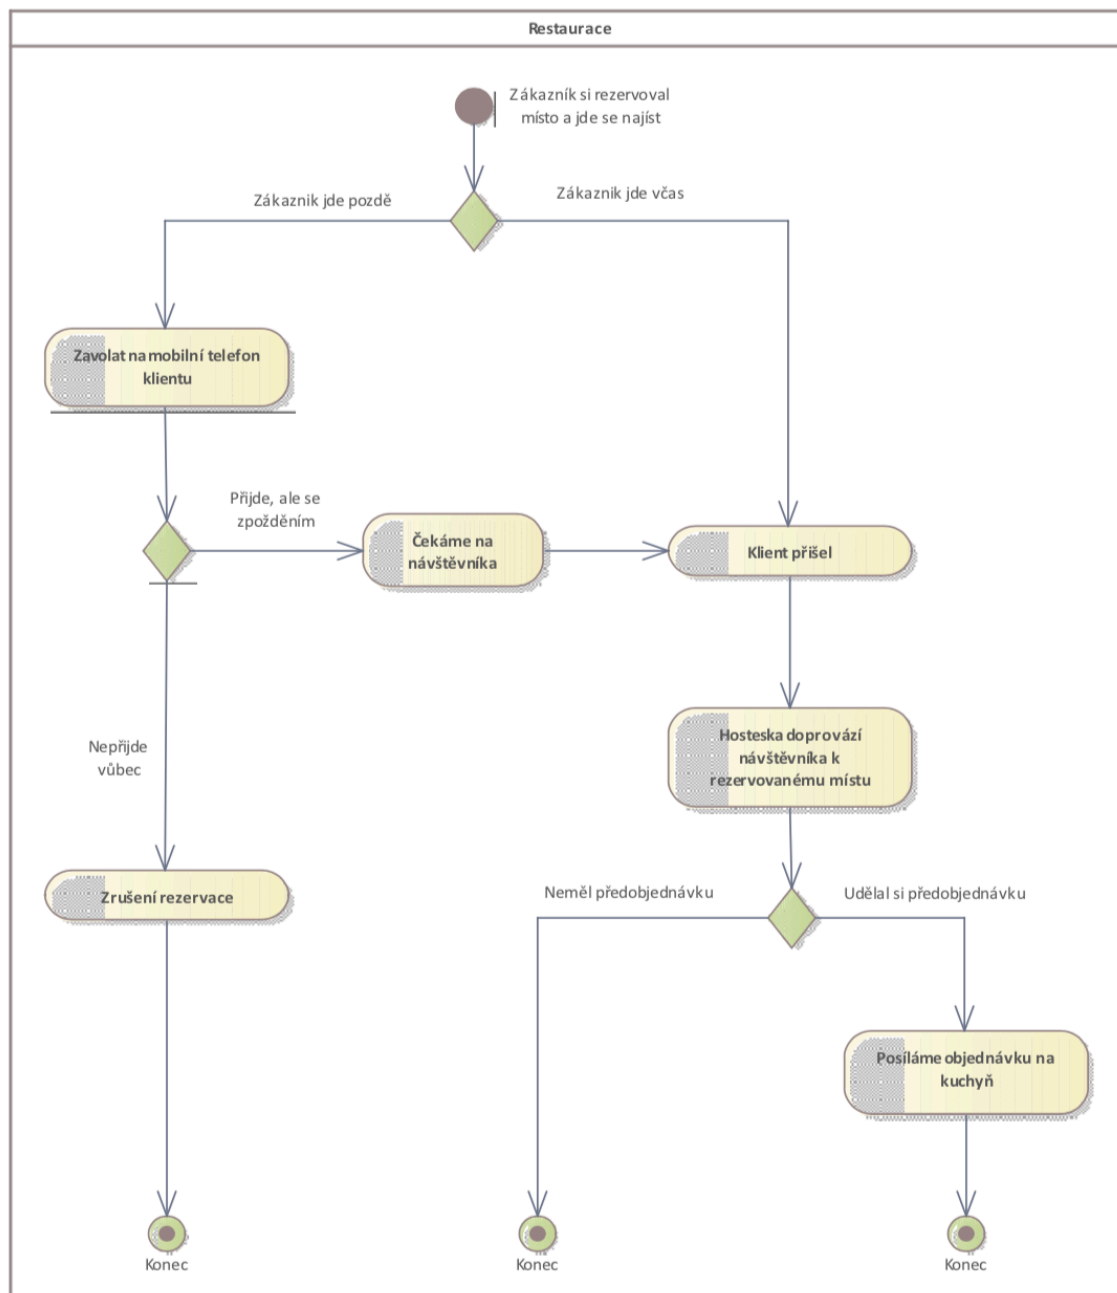 Restaurace
Zákazník si rezervoval
místo a jde se najíst
Zákaznik jde pozdě
Zákaznik jde včas
Zavolat na mobilní telefon
klientu
Přijde, ale se
zpožděním
Čekáme na
návštěvníka
Klient přišel
Hosteska doprovází
návštěvníka k
rezervovanému místu
Nepřijde
vůbec
Zrušení rezervace
Neměl předobjednávku
Udělal si předobjednávku
Posíláme objednávku na
kuchyň
Konec
Konec
Konec